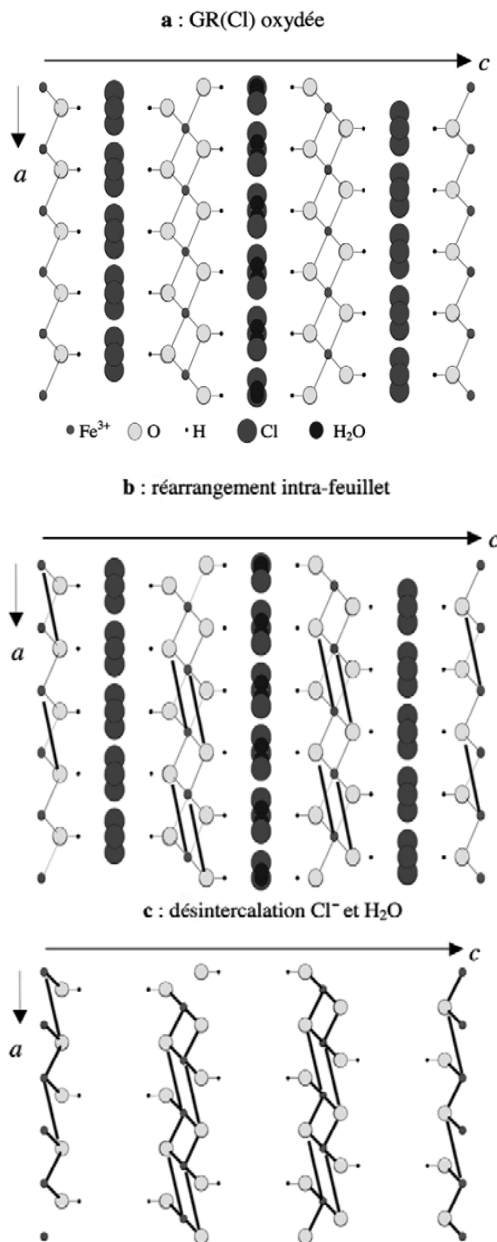 a : GR(Cl) oxydée
c
a
Fe³⁺ O H Cl H₂O
b : réarrangement intra-feuillet
c
a
c : désintercalation Cl⁻ et H₂O
c
a